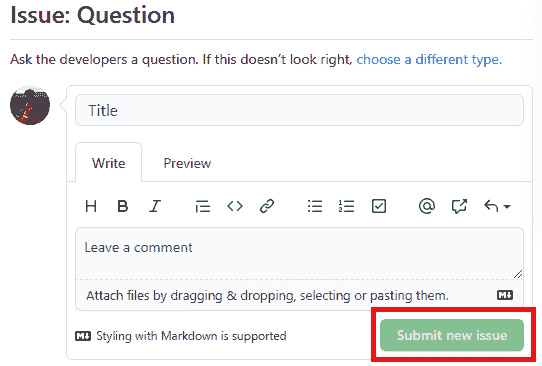 Issue: Question
Ask the developers a question. If this doesn’t look right, choose a different type.
Title
Write Preview
H B I @
Leave a comment
Attach files by dragging & dropping, selecting or pasting them.
Styling with Markdown is supported Submit new issue